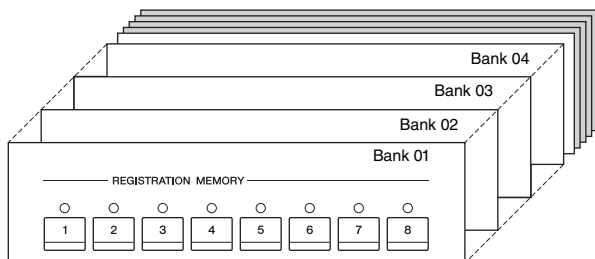 Bank 04
Bank 03
Bank 02
Bank 01
REGISTRATION MEMORY
1 2 3 4 5 6 7 8